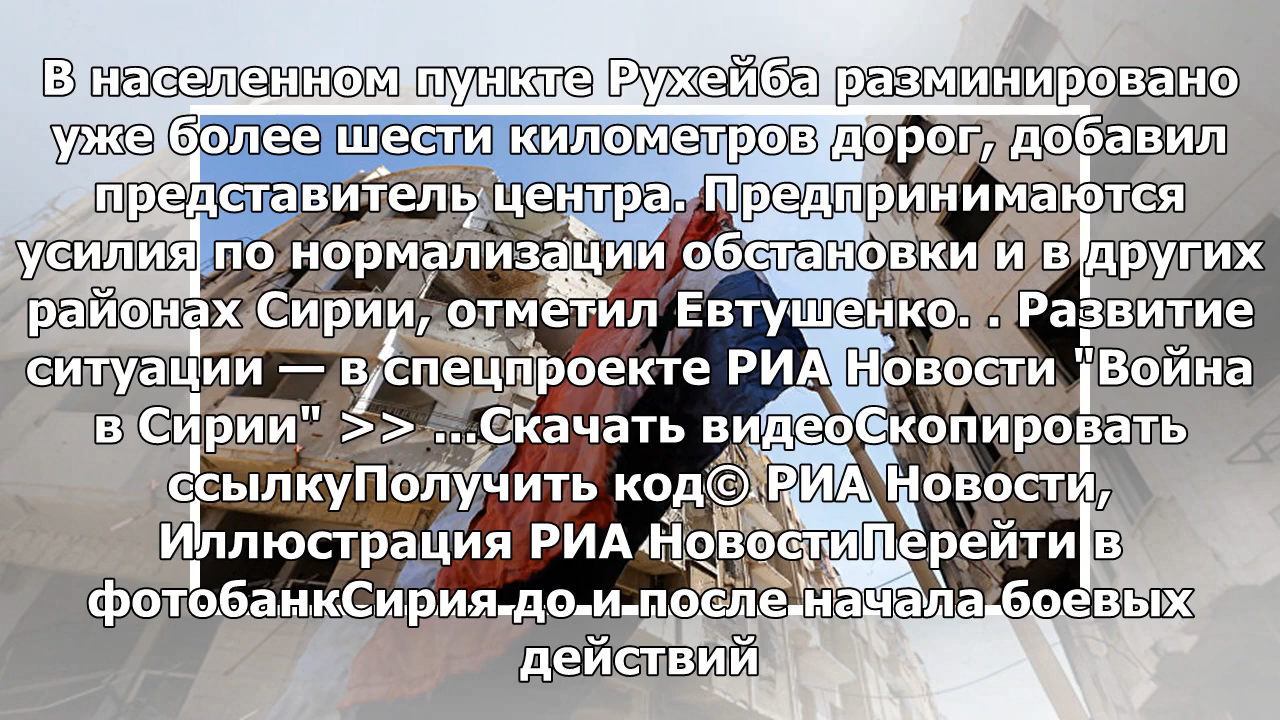 В населенном пункте Рухейба разминировано
уже более шести километров дорог, добавил
представитель центра. Предпринимаются
усилия по нормализации обстановки и в других
районах Сирии, отметил Евтушенко. . Развитие
ситуации — в спецпроекте РИА Новости "Война
в Сирии" >> ...Скачать видеоСкопировать
ссылкуПолучить код© РИА Новости,
Иллюстрация РИА НовостиПерейти в
фотобанкСирия до и после начала боевых
действий